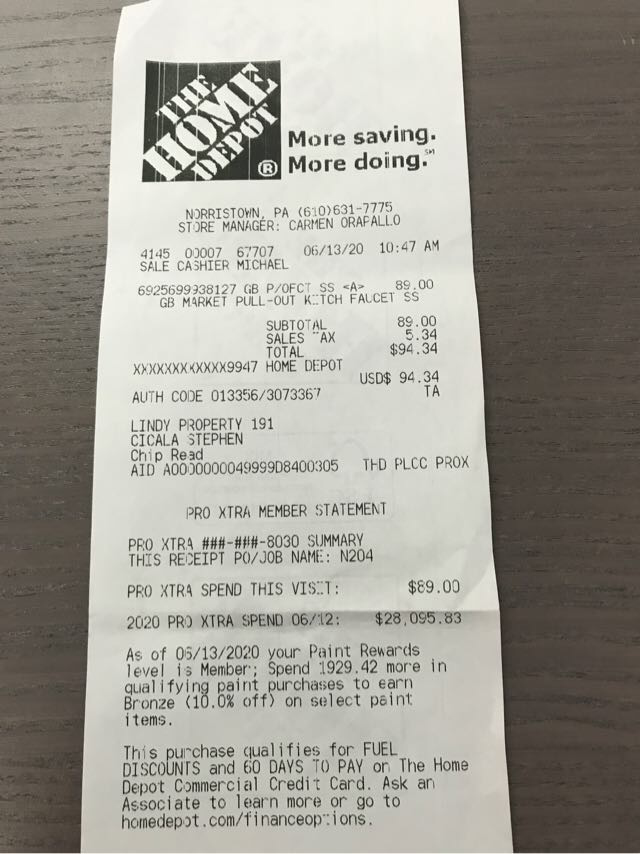 THE
HOME
DEPOT
®
More saving.
More doing.℠
NORRISTOWN, PA (610)631-7775
STORE MANAGER: CARMEN ORAPALLO
4145 00007 67707 06/13/20 10:47 AM
SALE CASHIER MICHAEL
6925699938127 GB P/OFCT SS <A> 89.00
GB MARKET PULL-OUT KITCH FAUCET SS
SUBTOTAL 89.00
SALES TAX 5.34
TOTAL $94.34
XXXXXXXXXXXX9947 HOME DEPOT
USD$ 94.34
AUTH CODE 013356/3073367 TA
LINDY PROPERTY 191
CICALA STEPHEN
Chip Read
AID A0000000049999D8400305 THD PLCC PROX
PRO XTRA MEMBER STATEMENT
PRO XTRA ###-###-8030 SUMMARY
THIS RECEIPT PO/JOB NAME: N204
PRO XTRA SPEND THIS VISIT: $89.00
2020 PRO XTRA SPEND 06/12: $28,095.83
As of 06/13/2020 your Paint Rewards
level is Member; Spend 1929.42 more in
qualifying paint purchases to earn
Bronze (10.0% off) on select paint
items.
This purchase qualifies for FUEL
DISCOUNTS and 60 DAYS TO PAY on The Home
Depot Commercial Credit Card. Ask an
Associate to learn more or go to
homedepot.com/financeoptions.